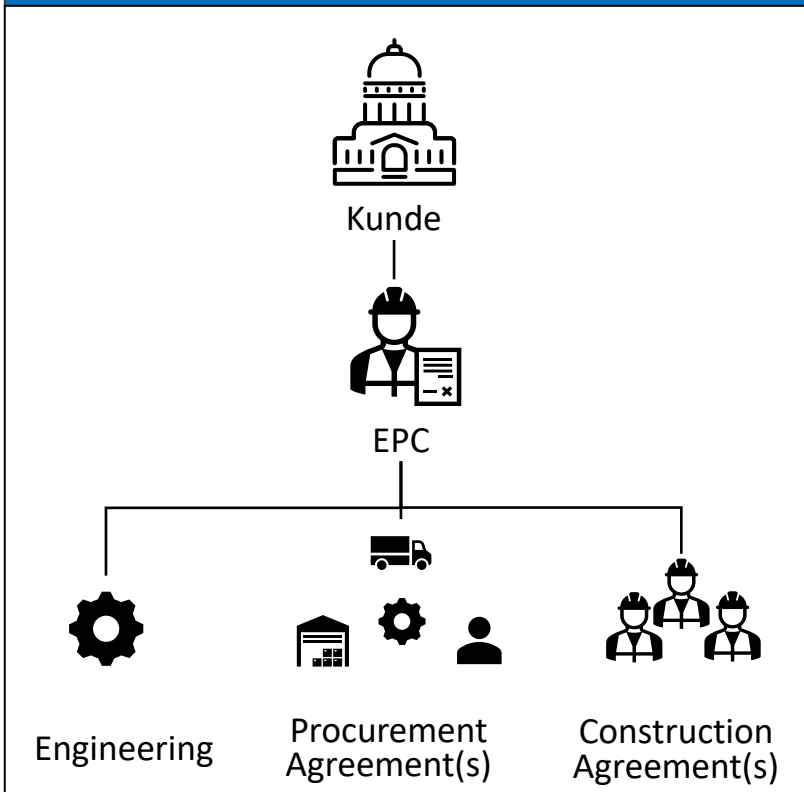 Kunde
EPC
Engineering
Procurement
Agreement(s)
Construction
Agreement(s)